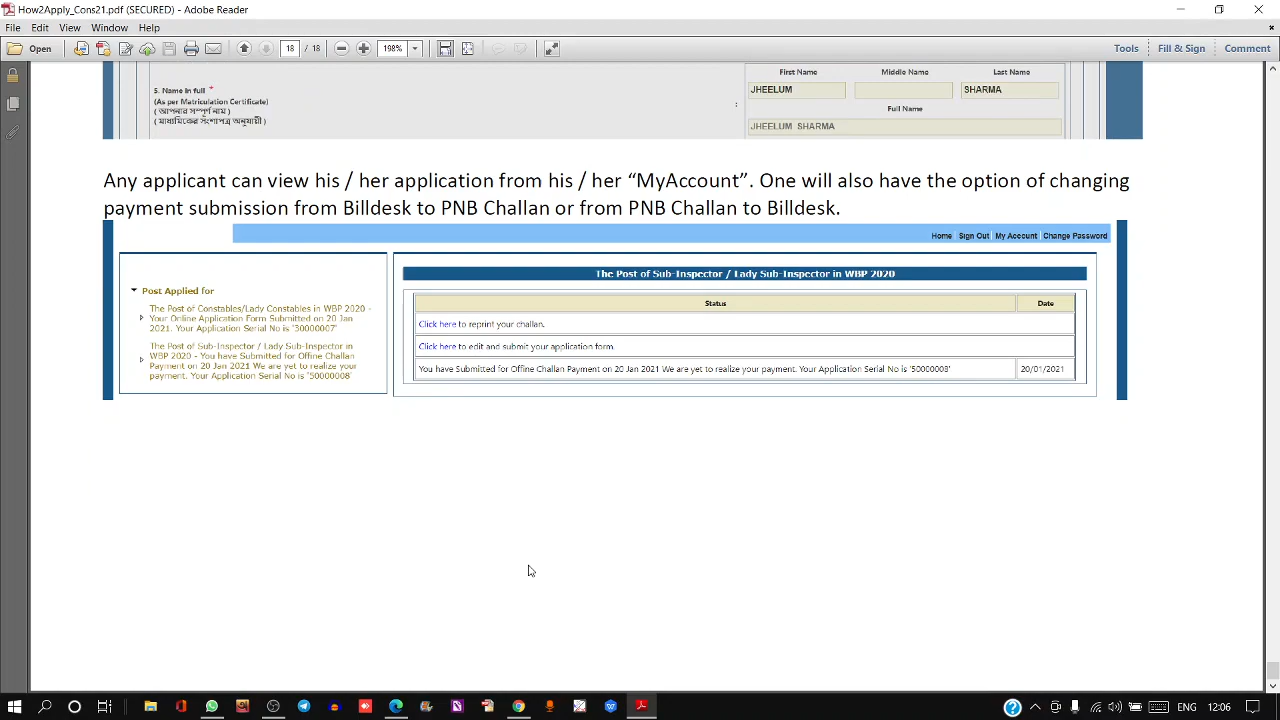 How2Apply_Cons21.pdf (SECURED) - Adobe Reader
File Edit View Window Help
Open 18 / 18 198% Tools Fill & Sign Comment
First Name Middle Name Last Name
5. Name in full *
(As per Matriculation Certificate) : JHEELUM SHARMA
( আপনার সম্পূর্ণ নাম ) Full Name
( মাধ্যমিকের সংশাপত্র অনুযায়ী )
JHEELUM SHARMA
Any applicant can view his / her application from his / her “MyAccount”. One will also have the option of changing
payment submission from Billdesk to PNB Challan or from PNB Challan to Billdesk.
Home Sign Out My Account Change Password
Post Applied for
The Post of Constables/Lady Constables in WBP 2020 -
Your Online Application Form Submitted on 20 Jan
2021. Your Application Serial No is '30000007'
The Post of Sub-Inspector / Lady Sub-Inspector in
WBP 2020 - You have Submitted for Offine Challan
Payment on 20 Jan 2021 We are yet to realize your
payment. Your Application Serial No is '50000008'
The Post of Sub-Inspector / Lady Sub-Inspector in WBP 2020
Status Date
Click here to reprint your challan.
Click here to edit and submit your application form.
You have Submitted for Offine Challan Payment on 20 Jan 2021 We are yet to realize your payment. Your Application Serial No is '50000008' 20/01/2021
ENG 12:06